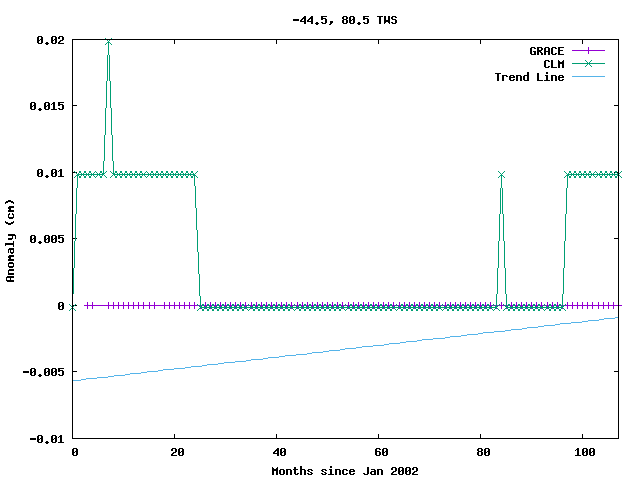 -44.5, 80.5 TWS
GRACE
CLM
Trend Line
0.02
0.015
0.01
0.005
0
-0.005
-0.01
Anomaly (cm)
0 20 40 60 80 100
Months since Jan 2002